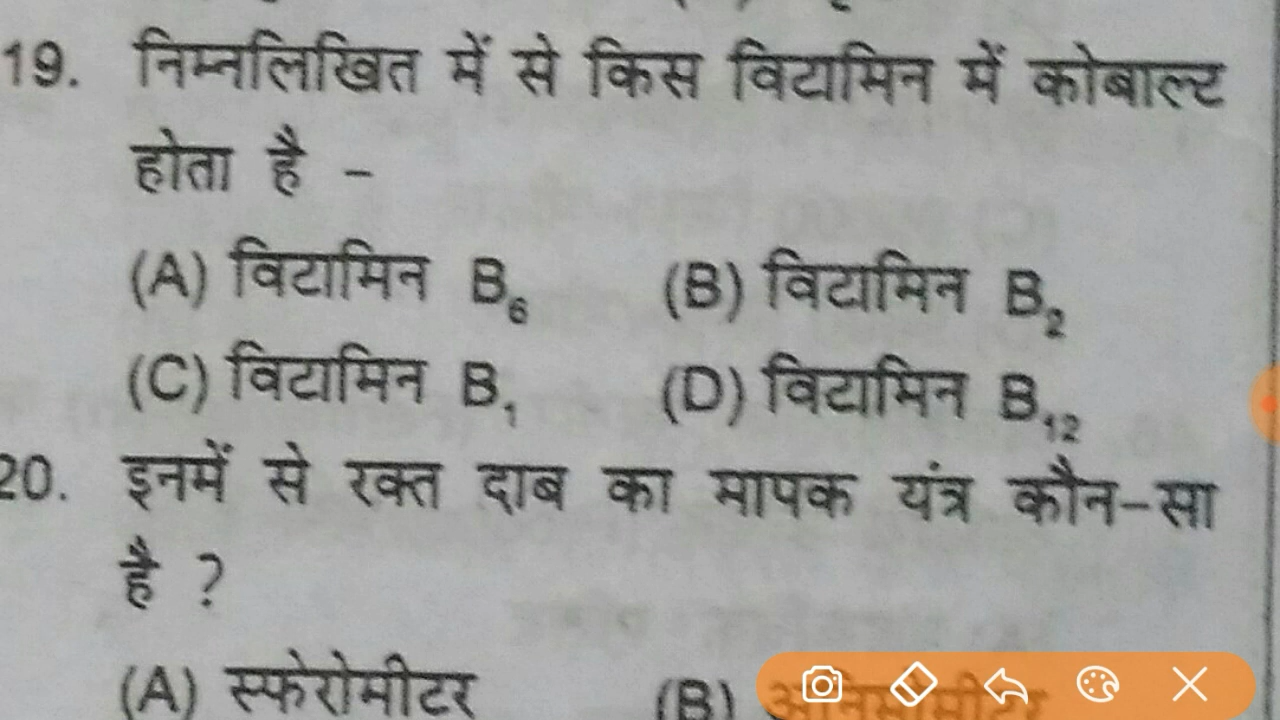 19. निम्नलिखित में से किस विटामिन में कोबाल्ट
होता है -
(A) विटामिन B₆ (B) विटामिन B₂
(C) विटामिन B₁ (D) विटामिन B₁₂
20. इनमें से रक्त दाब का मापक यंत्र कौन-सा
है ?
(A) स्फेरोमीटर (B)